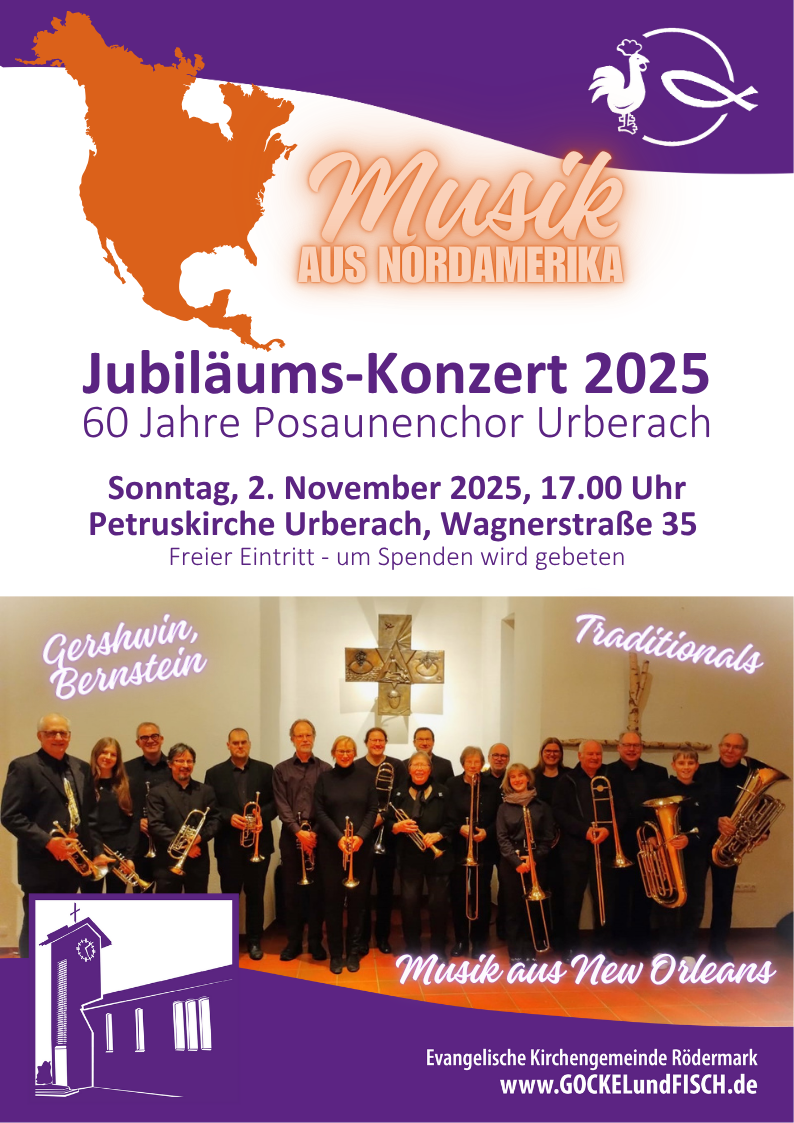 Musik
AUS NORDAMERIKA
Jubiläums-Konzert 2025
60 Jahre Posaunenchor Urberach
Sonntag, 2. November 2025, 17.00 Uhr
Petruskirche Urberach, Wagnerstraße 35
Freier Eintritt - um Spenden wird gebeten
Gershwin,
Bernstein
Traditionals
Musik aus New Orleans
Evangelische Kirchengemeinde Rödermark
www.GOCKELundFISCH.de